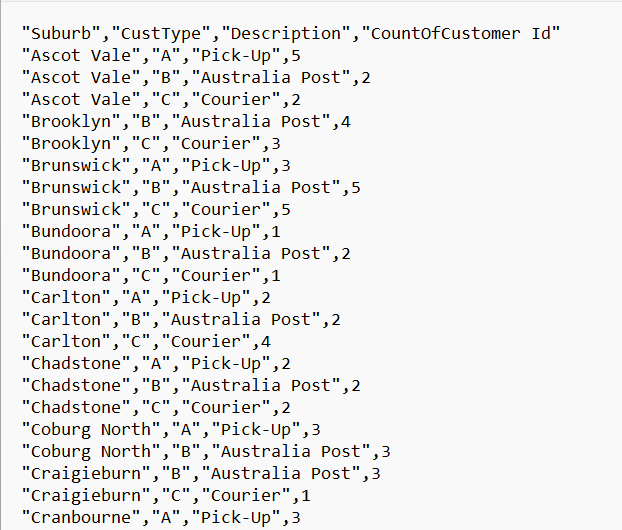 "Suburb","CustType","Description","CountOfCustomer Id"
"Ascot Vale","A","Pick-Up",5
"Ascot Vale","B","Australia Post",2
"Ascot Vale","C","Courier",2
"Brooklyn","B","Australia Post",4
"Brooklyn","C","Courier",3
"Brunswick","A","Pick-Up",3
"Brunswick","B","Australia Post",5
"Brunswick","C","Courier",5
"Bundoora","A","Pick-Up",1
"Bundoora","B","Australia Post",2
"Bundoora","C","Courier",1
"Carlton","A","Pick-Up",2
"Carlton","B","Australia Post",2
"Carlton","C","Courier",4
"Chadstone","A","Pick-Up",2
"Chadstone","B","Australia Post",2
"Chadstone","C","Courier",2
"Coburg North","A","Pick-Up",3
"Coburg North","B","Australia Post",3
"Craigieburn","B","Australia Post",3
"Craigieburn","C","Courier",1
"Cranbourne","A","Pick-Up",3